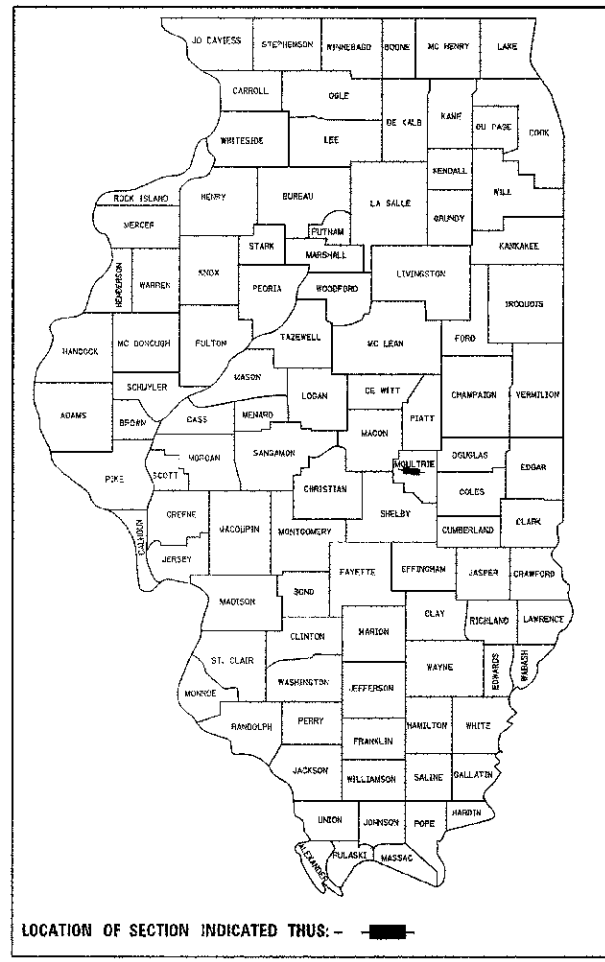 JO DAVIESS STEPHENSON WINNEBAGO BOONE MC HENRY LAKE
CARROLL OGLE DE KALB KANE DU PAGE COOK
WHITESIDE LEE KENDALL WILL
ROCK ISLAND HENRY BUREAU LA SALLE GRUNDY
MERCER PUTNAM KANKAKEE
HENDERSON WARREN KNOX STARK MARSHALL LIVINGSTON
PEORIA WOODFORD IROQUOIS
HANCOCK MC DONOUGH FULTON TAZEWELL MC LEAN FORD
SCHUYLER MASON LOGAN DE WITT CHAMPAIGN VERMILION
ADAMS BROWN CASS MENARD MACON PIATT
PIKE SCOTT MORGAN SANGAMON CHRISTIAN MOULTRIE DOUGLAS EDGAR
COLES
CALHOUN GREENE MACOUPIN MONTGOMERY SHELBY CUMBERLAND CLARK
JERSEY FAYETTE EFFINGHAM JASPER CRAWFORD
MADISON BOND CLAY RICHLAND LAWRENCE
CLINTON MARION
ST. CLAIR WAYNE EDWARDS WABASH
MONROE WASHINGTON JEFFERSON
RANDOLPH PERRY HAMILTON WHITE
FRANKLIN
JACKSON WILLIAMSON SALINE GALLATIN
UNION JOHNSON POPE HARDIN
ALEXANDER PULASKI MASSAC
LOCATION OF SECTION INDICATED THUS: -